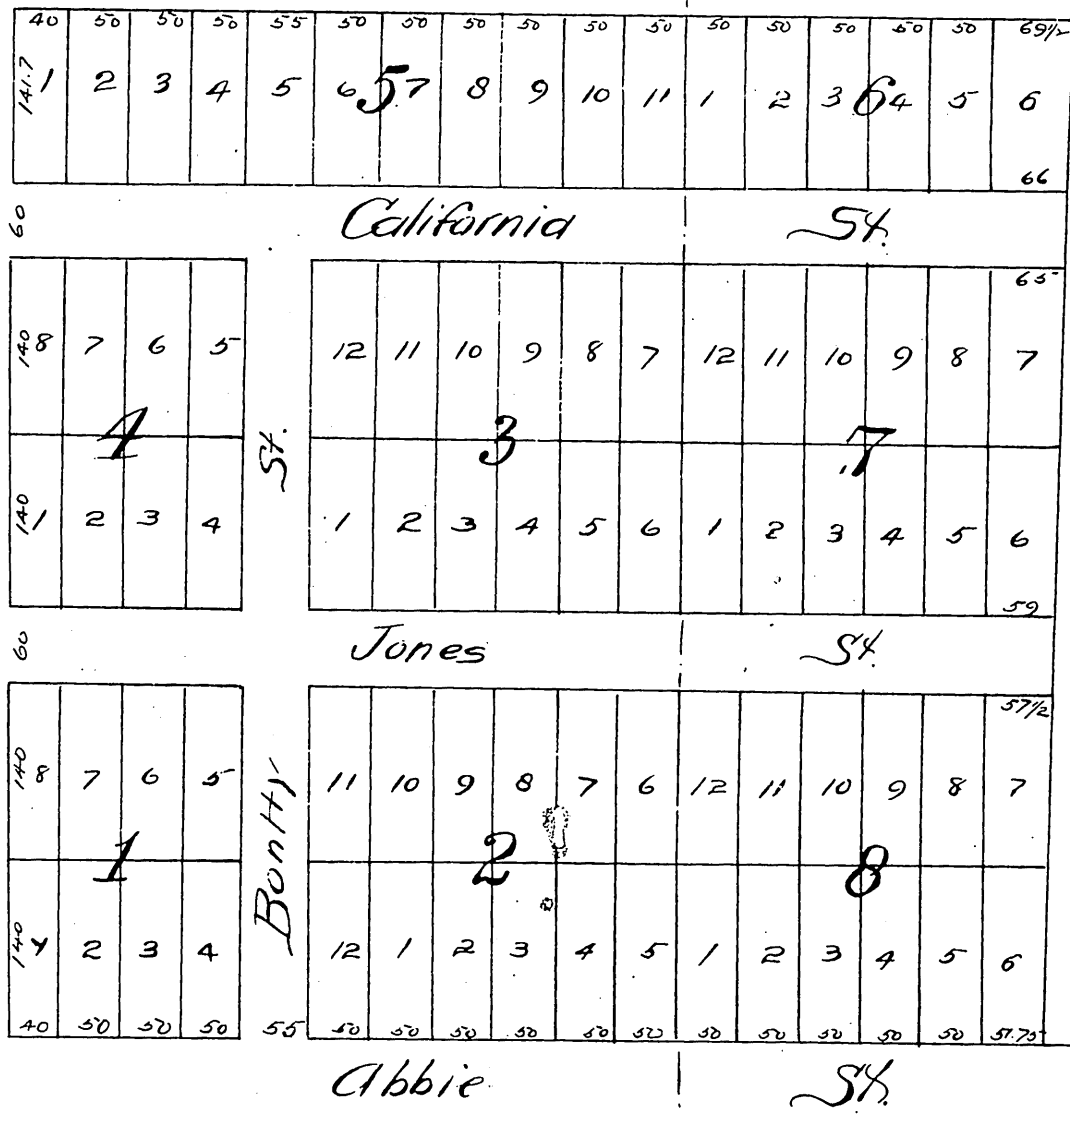 40 50 50 50 55 50 50 50 50 50 50 50 50 50 50 50 69½
141.7 1 2 3 4 5 6 5 7 8 9 10 11 1 2 3 6 4 5 6
66
60 California St.
65
140 8 7 6 5 12 11 10 9 8 7 12 11 10 9 8 7
4 St. 3 7
140 1 2 3 4 1 2 3 4 5 6 1 2 3 4 5 6
59
60 Jones St.
57½
140 8 7 6 5 11 10 9 8 7 6 12 11 10 9 8 7
1 Bontty 2 8
140 1 2 3 4 12 1 2 3 4 5 1 2 3 4 5 6
40 50 50 50 55 50 50 50 50 50 50 50 50 50 50 50 51.75
Abbie St.